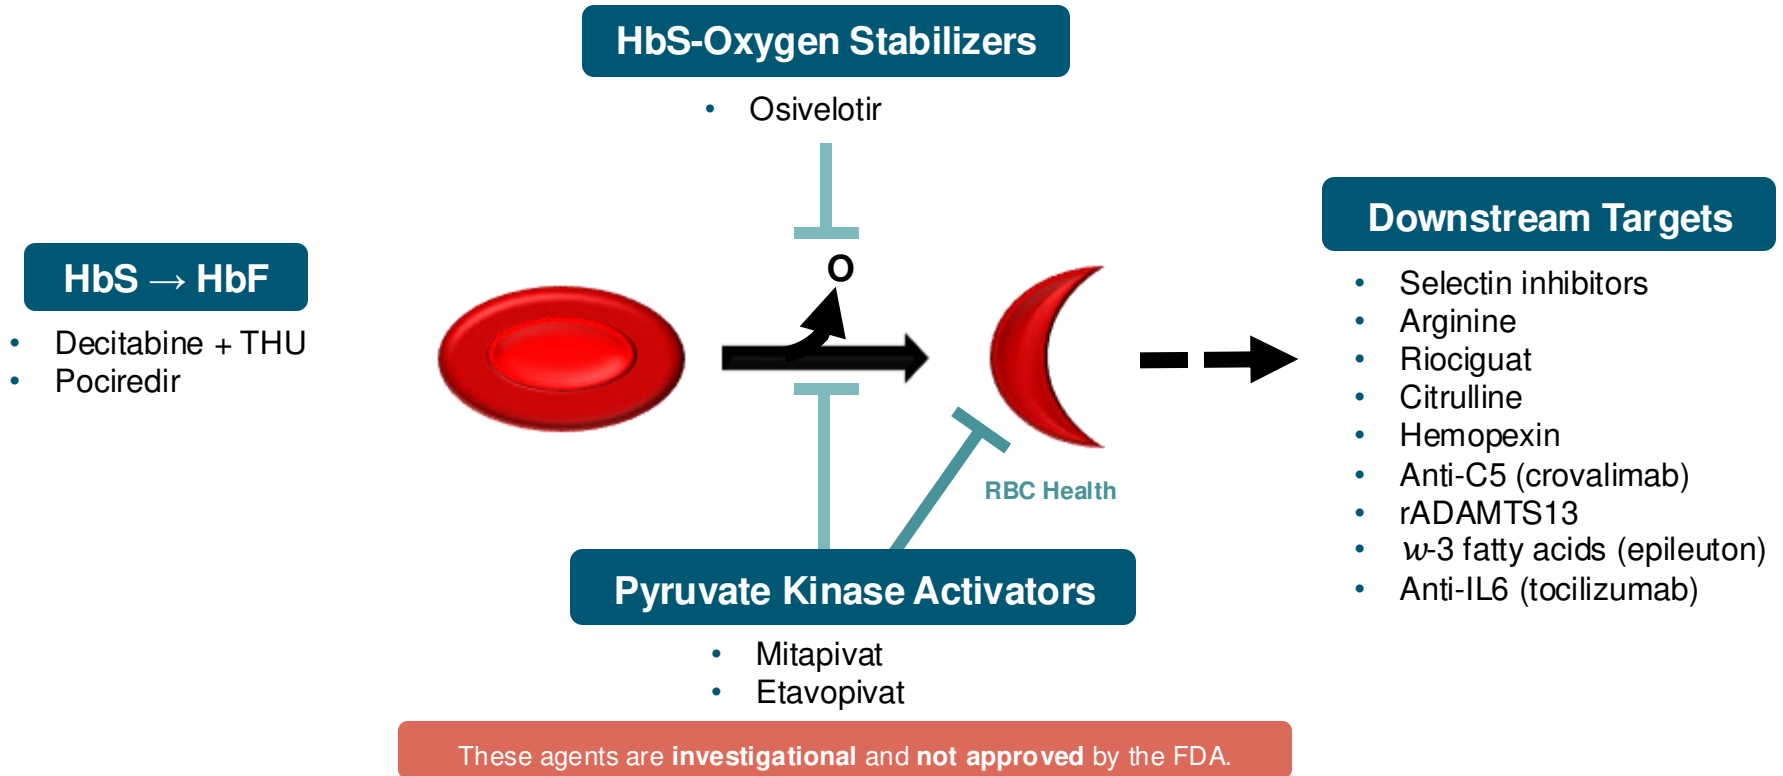 HbS-Oxygen Stabilizers
• Osivelotir
HbS → HbF
• Decitabine + THU
• Pociredir
O
RBC Health
Pyruvate Kinase Activators
• Mitapivat
• Etavopivat
Downstream Targets
• Selectin inhibitors
• Arginine
• Riociguat
• Citrulline
• Hemopexin
• Anti-C5 (crovalimab)
• rADAMTS13
• w-3 fatty acids (epileuton)
• Anti-IL6 (tocilizumab)
These agents are investigational and not approved by the FDA.